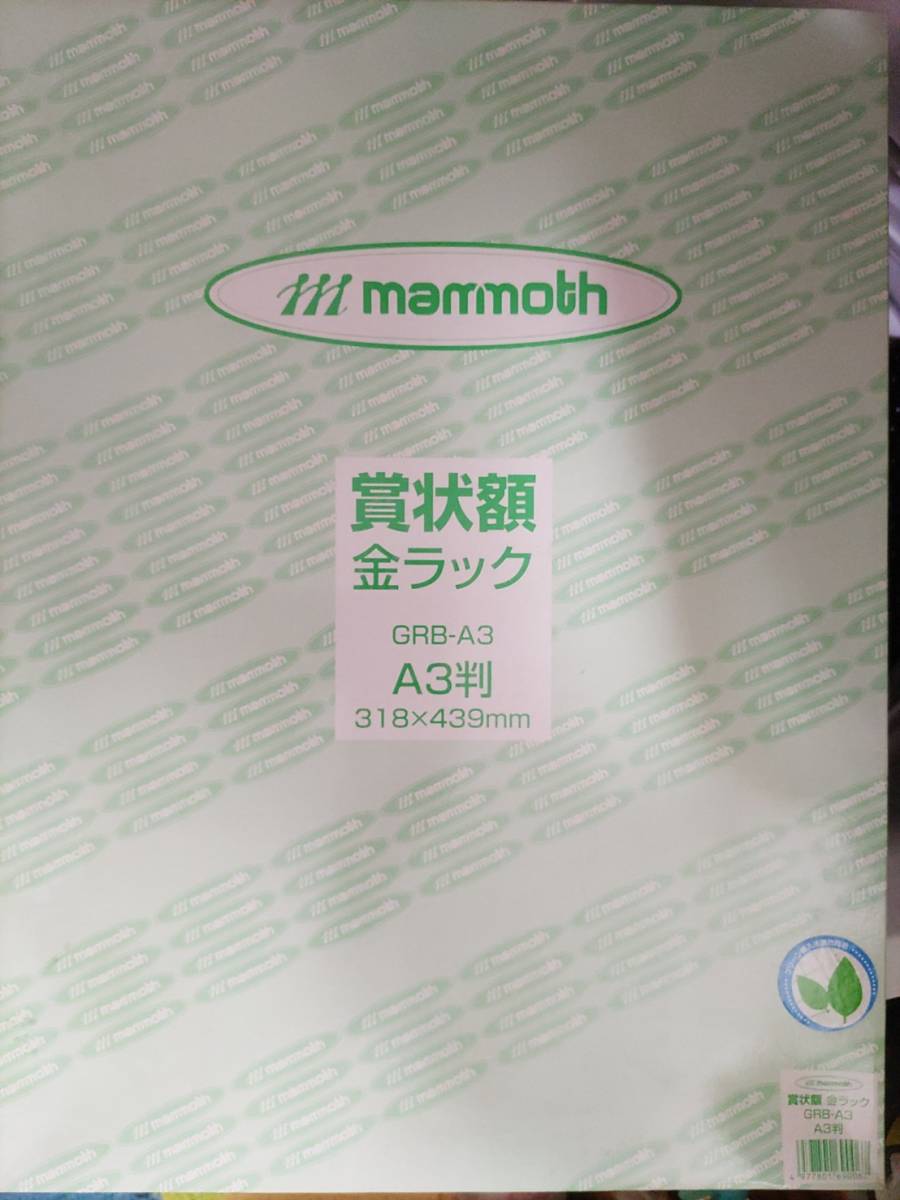 mammoth
賞状額
金ラック
GRB-A3
A3判
318×439mm
mammoth
賞状額 金ラック
GRB-A3
A3判